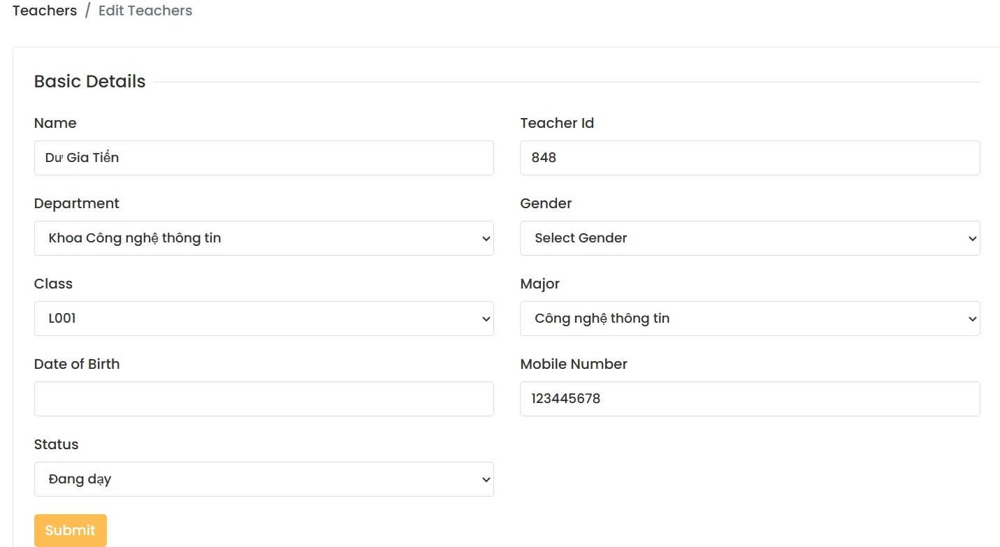 Teachers / Edit Teachers
Basic Details
Name
Teacher Id
Dư Gia Tiến
848
Department
Gender
Khoa Công nghệ thông tin
Select Gender
Class
Major
L001
Công nghệ thông tin
Date of Birth
Mobile Number
123445678
Status
Đang dạy
Submit